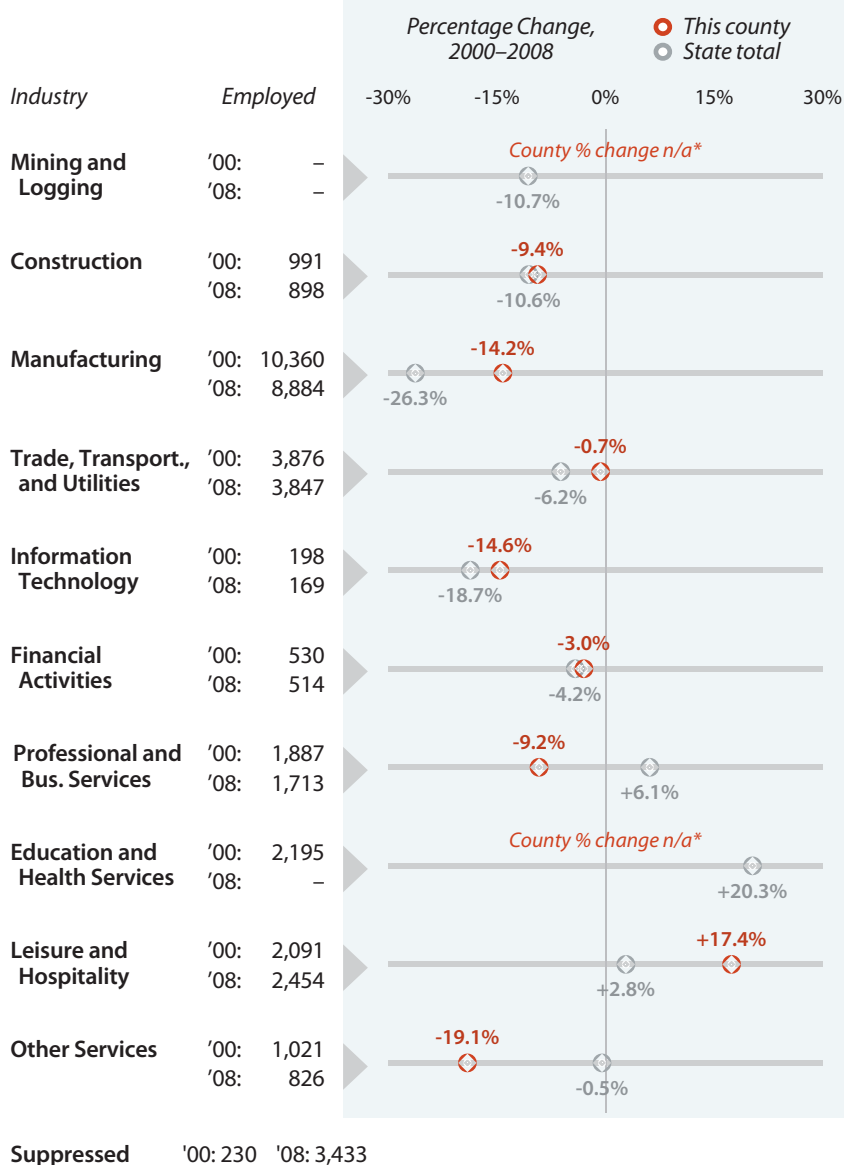 Percentage Change,
2000–2008
This county
State total
Industry Employed -30% -15% 0% 15% 30%
Mining and
Logging
'00: –
'08: –
County % change n/a*
-10.7%
Construction
'00: 991
'08: 898
-9.4%
-10.6%
Manufacturing
'00: 10,360
'08: 8,884
-14.2%
-26.3%
Trade, Transport.,
and Utilities
'00: 3,876
'08: 3,847
-0.7%
-6.2%
Information
Technology
'00: 198
'08: 169
-14.6%
-18.7%
Financial
Activities
'00: 530
'08: 514
-3.0%
-4.2%
Professional and
Bus. Services
'00: 1,887
'08: 1,713
-9.2%
+6.1%
Education and
Health Services
'00: 2,195
'08: –
County % change n/a*
+20.3%
Leisure and
Hospitality
'00: 2,091
'08: 2,454
+17.4%
+2.8%
Other Services
'00: 1,021
'08: 826
-19.1%
-0.5%
Suppressed '00: 230 '08: 3,433